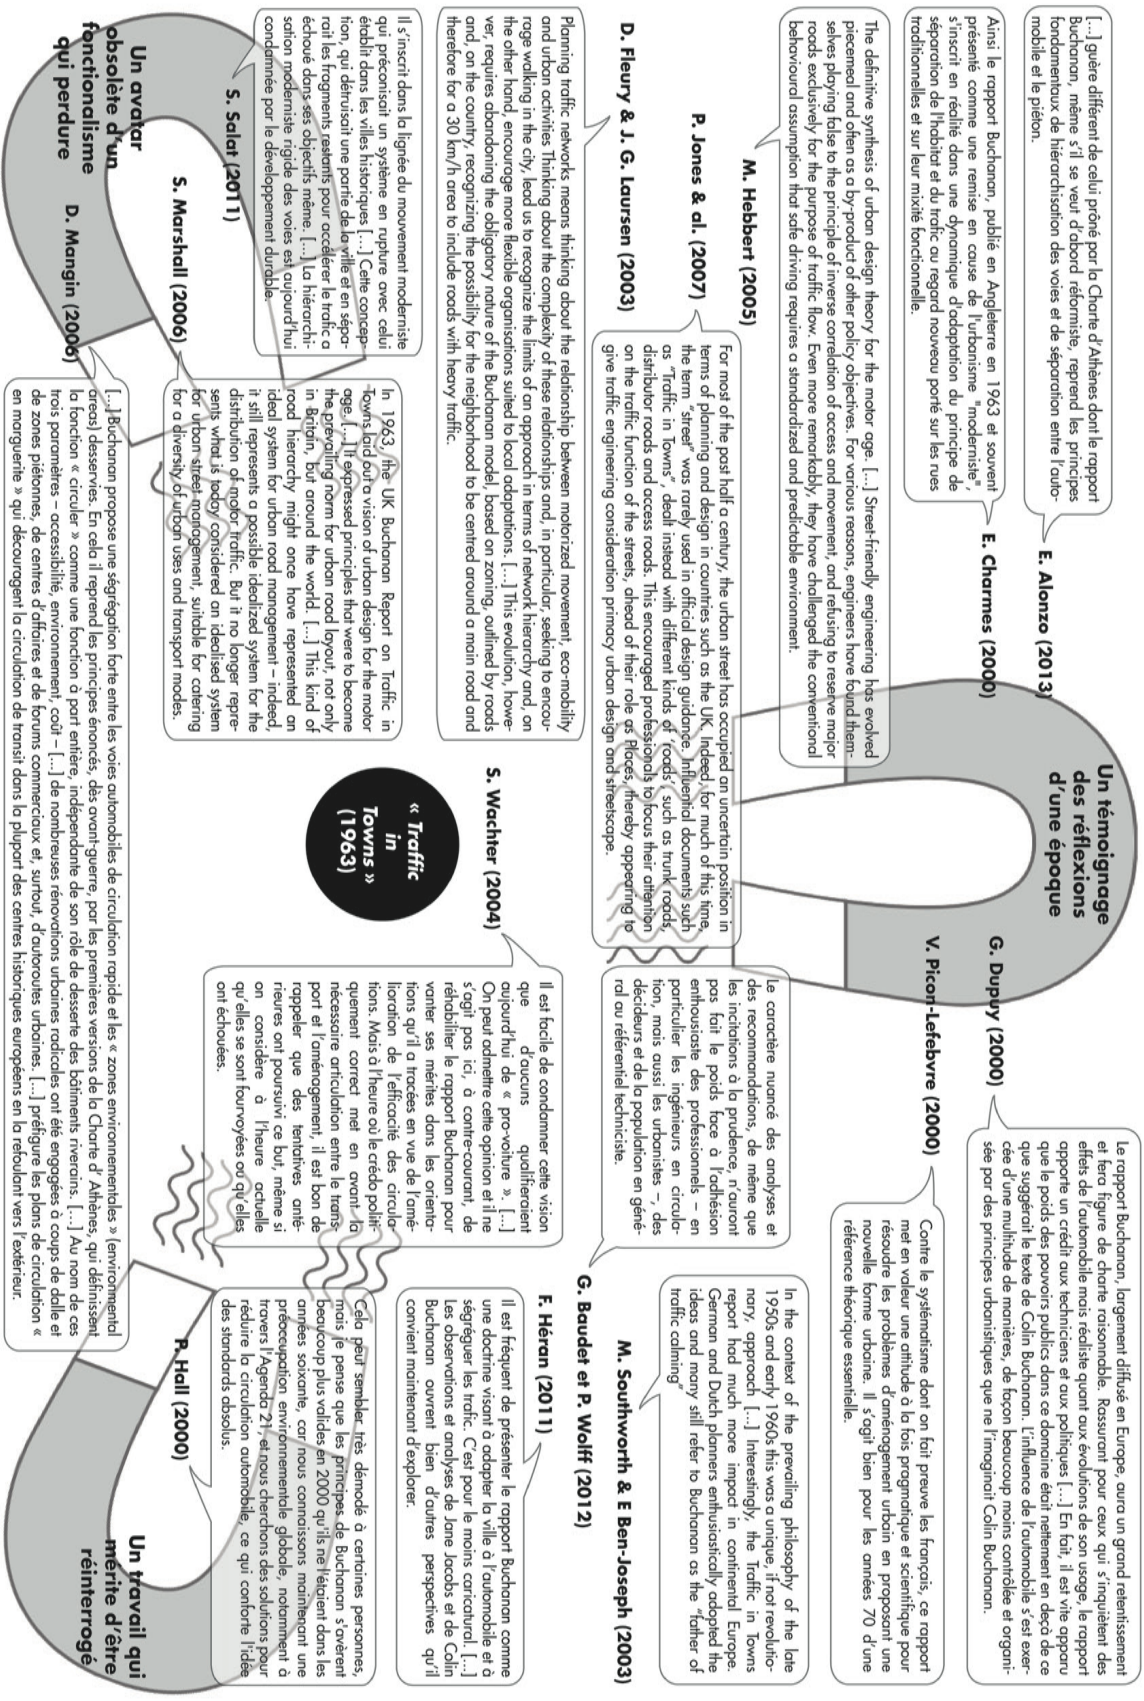 [...] guère différent de celui prôné par la Charte d'Athènes dont le rapport
Buchanan, même s'il se veut d'abord réformiste, reprend les principes
fondamentaux de hiérarchisation des voies et de séparation entre l'auto-
mobile et le piéton.
E. Alonzo (2013)
Ainsi le rapport Buchanan, publié en Angleterre en 1963 et souvent
présenté comme une remise en cause de l'urbanisme "moderniste",
s'inscrit en réalité dans une dynamique d'adaptation du principe de
séparation de l'habitat et du trafic au regard nouveau porté sur les rues
traditionnelles et sur leur mixité fonctionnelle.
E. Charmes (2000)
Un témoignage
des réflexions
d'une époque
G. Dupuy (2000)
Le rapport Buchanan, largement diffusé en Europe, aura un grand retentissement
et fera figure de charte raisonnable. Rassurant pour ceux qui s'inquiètent des
effets de l'automobile mais réaliste quant aux évolutions de son usage, le rapport
apporte un crédit aux techniciens et aux politiques [...] En fait, il est vite apparu
que le poids des pouvoirs publics dans ce domaine était nettement en deçà de ce
que suggérait le texte de Colin Buchanan. L'influence de l'automobile s'est exer-
cée d'une multitude de manières, de façon beaucoup moins contrôlée et organi-
sée par des principes urbanistiques que ne l'imaginait Colin Buchanan.
V. Picon-Lefebvre (2000)
Contre le systématisme dont on fait preuve les français, ce rapport
met en valeur une attitude à la fois pragmatique et scientifique pour
résoudre les problèmes d'aménagement urbain en proposant une
nouvelle forme urbaine. Il s'agit bien pour les années 70 d'une
référence théorique essentielle.
The definitive synthesis of urban design theory for the motor age. [...] Street-friendly engineering has evolved
piecemeal and often as a by-product of other policy objectives. For various reasons, engineers have found them-
selves playing false to the principle of inverse correlation of access and movement, and refusing to reserve major
roads exclusively for the purpose of traffic flow. Even more remarkably, they have challenged the conventional
behavioural assumption that safe driving requires a standardized and predictable environment.
M. Hebbert (2005)
P. Jones & al. (2007)
For most of the past half a century, the urban street has occupied an uncertain position in
terms of planning and design in countries such as the UK. Indeed, for much of this time,
the term "street" was rarely used in official design guidance. Influential documents such
as "Traffic in Towns", dealt instead with different kinds of 'roads', such as trunk roads,
distributor roads and access roads. This encouraged professionals to focus their attention
on the traffic function of the streets, ahead of their role as Places, thereby appearing to
give traffic engineering consideration primacy urban design and streetscape.
Le caractère nuancé des analyses et
des recommandations, de même que
les incitations à la prudence, n'auront
pas fait le poids face à l'adhésion
enthousiaste des professionnels – en
particulier les ingénieurs en circula-
tion, mais aussi les urbanistes –, des
décideurs et de la population en géné-
ral au référentiel techniciste.
G. Baudet et P. Wolff (2012)
In the context of the prevailing philosophy of the late
1950s and early 1960s this was a unique, if not revolutio-
nary, approach [...] Interestingly, the Traffic in Towns
report had much more impact in continental Europe.
German and Dutch planners enthusiastically adopted the
ideas and many still refer to Buchanan as the "father of
traffic calming"
M. Southworth & E Ben-Joseph (2003)
D. Fleury & J. G. Laursen (2003)
Planning traffic networks means thinking about the relationship between motorized movement, eco-mobility
and urban activities Thinking about the complexity of these relationships and, in particular, seeking to encou-
rage walking in the city, led us to recognize the limits of an approach in terms of network hierarchy and, on
the other hand, encourage more flexible organisations suited to local adaptations. [...] This evolution, howe-
ver, requires abandoning the obligatory nature of the Buchanan model, based on zoning, outlined by roads
and, on the country, recognizing the possibility for the neighborhood to be centred around a main road and
therefore for a 30 km/h area to include roads with heavy traffic.
S. Wachter (2004)
Il est facile de condamner cette vision
que d'aucuns qualifieraient
aujourd'hui de « pro-voiture ». [...]
On peut admettre cette opinion et il ne
s'agit pas ici, à contre-courant, de
réhabiliter le rapport Buchanan pour
vanter ses mérites dans les orienta-
tions qu'il a tracées en vue de l'amé-
lioration de l'efficacité des circula-
tions. Mais à l'heure où le crédo politi-
quement correct met en avant la
nécessaire articulation entre le trans-
port et l'aménagement, il est bon de
rappeler que des tentatives anté-
rieures ont poursuivi ce but, même si
on considère à l'heure actuelle
qu'elles se sont fourvoyées ou qu'elles
ont échouées.
F. Héran (2011)
Il est fréquent de présenter le rapport Buchanan comme
une doctrine visant à adapter la ville à l'automobile et à
ségréguer les trafic. C'est pour le moins caricatural. [...]
Les observations et analyses de Jane Jacobs et de Colin
Buchanan ouvrent bien d'autres perspectives qu'il
convient maintenant d'explorer.
Il s'inscrit dans la lignée du mouvement moderniste
qui préconisait un système en rupture avec celui
établit dans les villes historiques [...] Cette concep-
tion, qui détruisait une partie de la ville et en sépa-
rait les fragments restants pour accélérer le trafic a
échoué dans ses objectifs même. [...] La hiérarchi-
sation moderniste rigide des voies est aujourd'hui
condamnée par le développement durable.
S. Salat (2011)
In 1963, the UK Buchanan Report on Traffic in
Towns laid out a vision of urban design for the motor
age. [...] It expressed principles that were to become
the prevailing norm for urban road layout, not only
in Britain, but around the world. [...] This kind of
road hierarchy might once have represented an
ideal system for urban road management – indeed,
it still represents a possible idealized system for the
distribution of motor traffic. But it no longer repre-
sents what is today considered an idealised system
for urban street management, suitable for catering
for a diversity of urban uses and transport modes.
S. Marshall (2006)
« Traffic
in
Towns »
(1963)
Cela peut sembler très démodé à certaines personnes,
mais je pense que les principes de Buchanan s'avèrent
beaucoup plus valides en 2000 qu'ils ne l'étaient dans les
années soixante, car nous connaissons maintenant une
préoccupation environnementale globale, notamment à
travers l'Agenda 21, et nous cherchons des solutions pour
réduire la circulation automobile, ce qui conforte l'idée
des standards absolus.
P. Hall (2000)
Un avatar
obsolète d'un
fonctionalisme
qui perdure
D. Mangin (2006)
[...] Buchanan propose une ségrégation forte entre les voies automobiles de circulation rapide et les « zones environnementales » (environmental
areas) desservies. En cela il reprend les principes énoncés, dès avant-guerre, par les premières versions de la Charte d' Athènes, qui définissent
la fonction « circuler » comme une fonction à part entière, indépendante de son rôle de desserte des bâtiments riverains. [...] Au nom de ces
trois paramètres – accessibilité, environnement, coût – [...] de nombreuses rénovations urbaines radicales ont été engagées à coups de dalle et
de zones piétonnes, de centres d'affaires et de forums commerciaux et, surtout, d'autoroutes urbaines. [...] préfigure les plans de circulation «
en marguerite » qui découragent la circulation de transit dans la plupart des centres historiques européens en la refoulant vers l'extérieur.
Un travail qui
mérite d'être
réinterrogé